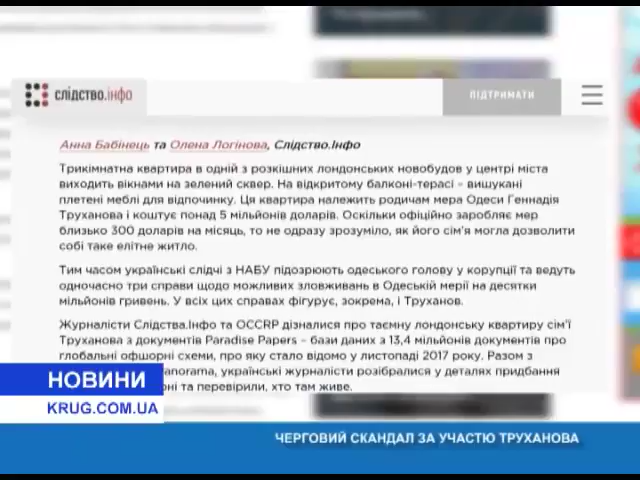 слідство.інфо
ПІДТРИМАТИ
Анна Бабінець та Олена Логінова, Слідство.Інфо
Трикімнатна квартира в одній з розкішних лондонських новобудов у центрі міста
виходить вікнами на зелений сквер. На відкритому балконі-терасі – вишукані
плетені меблі для відпочинку. Ця квартира належить родичам мера Одеси Геннадія
Труханова і коштує понад 5 мільйонів доларів. Оскільки офіційно заробляє мер
близько 300 доларів на місяць, то не одразу зрозуміло, як його сім'я могла дозволити
собі таке елітне житло.
Тим часом українські слідчі з НАБУ підозрюють одеського голову у корупції та ведуть
одночасно три справи щодо можливих зловживань в Одеській мерії на десятки
мільйонів гривень. У всіх цих справах фігурує, зокрема, і Труханов.
Журналісти Слідства.Інфо та OCCRP дізналися про таємну лондонську квартиру сім'ї
Труханова з документів Paradise Papers – бази даних з 13,4 мільйонів документів про
глобальні офшорні схеми, про яку стало відомо у листопаді 2017 року. Разом з
anorama, українські журналісти розібралися у деталях придбання
ні та перевірили, хто там живе.
НОВИНИ
KRUG.COM.UA
ЧЕРГОВИЙ СКАНДАЛ ЗА УЧАСТЮ ТРУХАНОВА